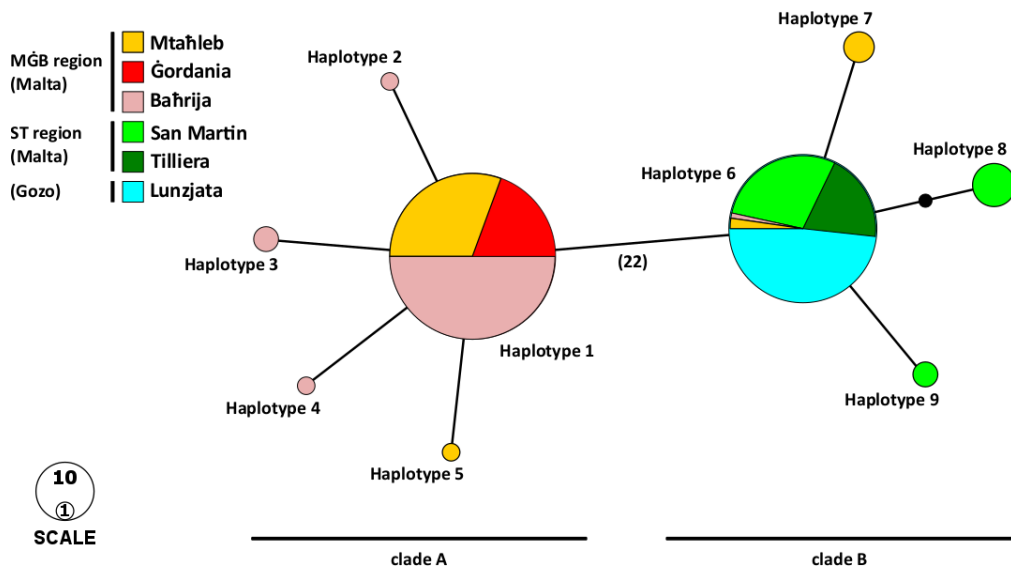 MĠB region
(Malta)
Mtaħleb
Ġordania
Baħrija
ST region
(Malta)
San Martin
Tilliera
(Gozo)
Lunzjata
Haplotype 2
Haplotype 7
Haplotype 8
Haplotype 6
Haplotype 3
(22)
Haplotype 1
Haplotype 4
Haplotype 9
Haplotype 5
10
1
SCALE
clade A
clade B